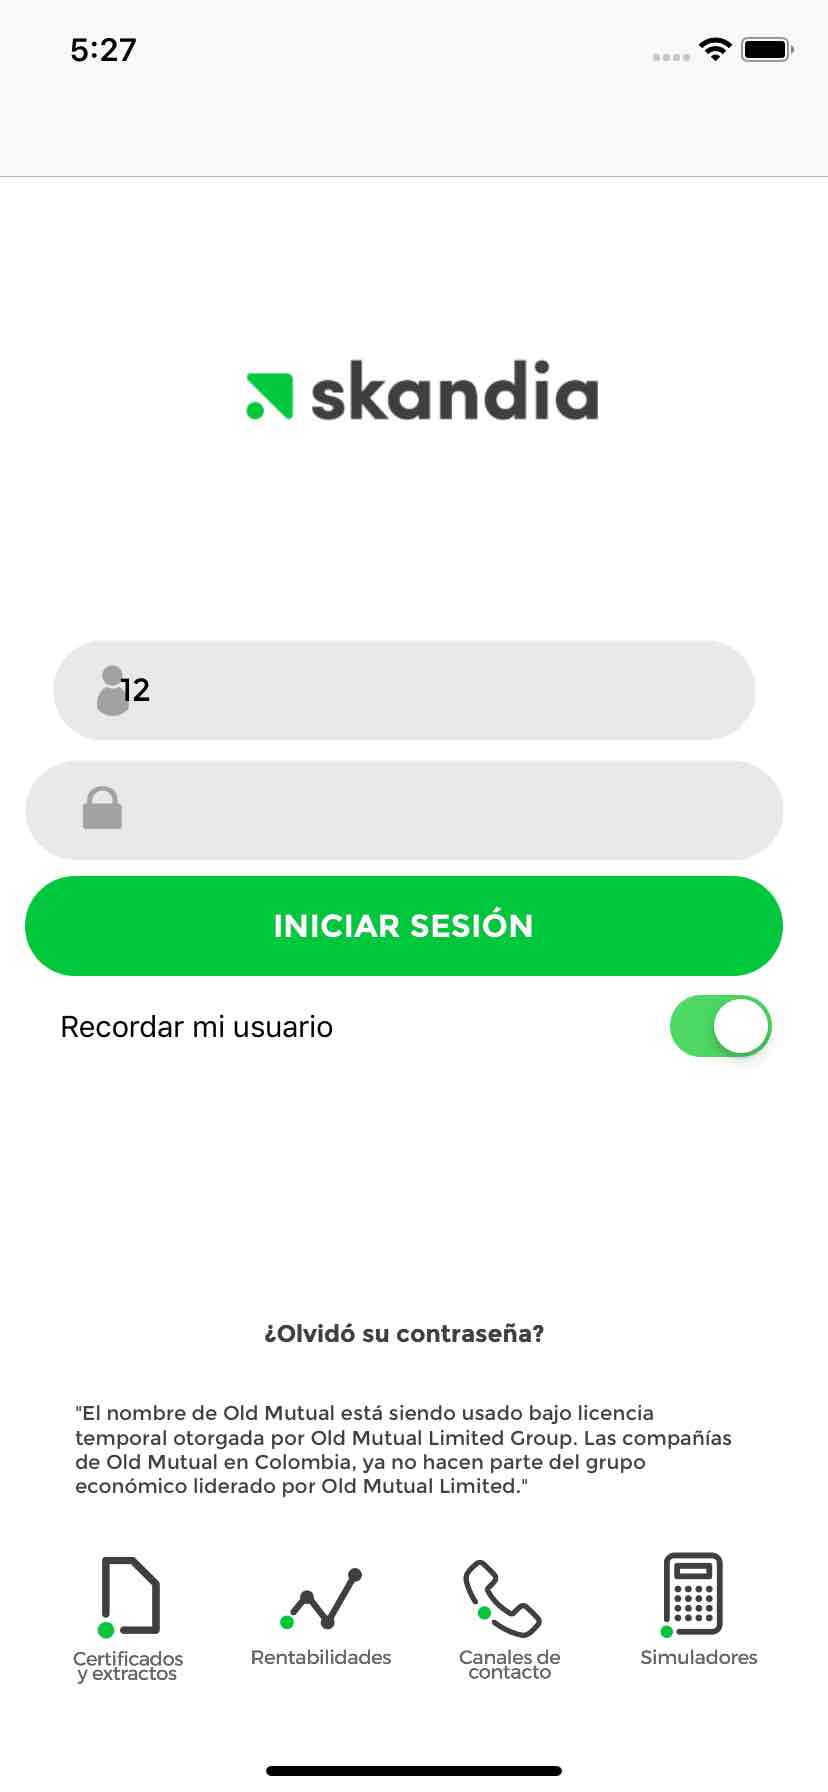 5:27
skandia
12
INICIAR SESIÓN
Recordar mi usuario
¿Olvidó su contraseña?
"El nombre de Old Mutual está siendo usado bajo licencia
temporal otorgada por Old Mutual Limited Group. Las compañías
de Old Mutual en Colombia, ya no hacen parte del grupo
económico liderado por Old Mutual Limited."
Certificados
y extractos
Rentabilidades
Canales de
contacto
Simuladores